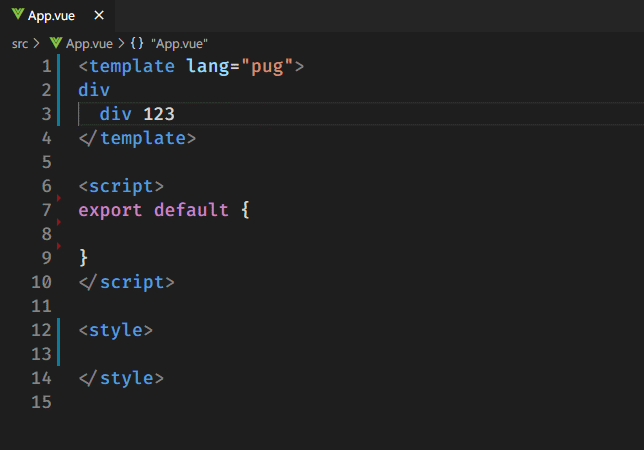 App.vue ×
src > App.vue > {} "App.vue"
1 <template lang="pug">
2 div
3   div 123
4 </template>
5
6 <script>
7 export default {
8
9 }
10 </script>
11
12 <style>
13
14 </style>
15